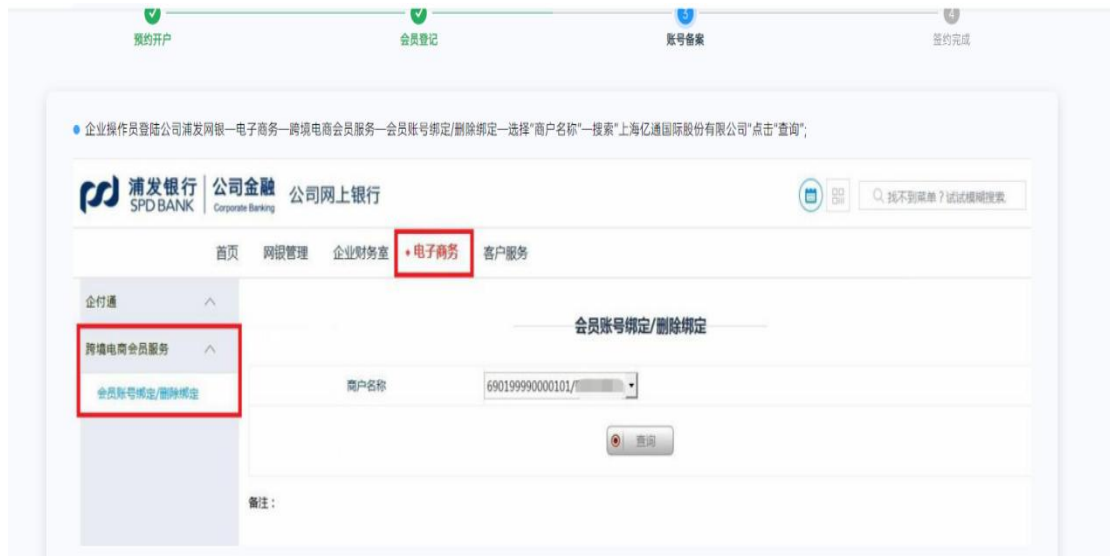 3
4
预约开户
会员登记
账号备案
签约完成
企业操作员登陆公司浦发网银—电子商务—跨境电商会员服务—会员账号绑定/删除绑定—选择"商户名称"—搜索"上海亿通国际股份有限公司"点击"查询";
浦发银行 公司金融 公司网上银行
SPD BANK Corporate Banking
找不到菜单？试试模糊搜索
首页 网银管理 企业财务室 电子商务 客户服务
企付通
会员账号绑定/删除绑定
跨境电商会员服务
会员账号绑定/删除绑定
商户名称 690199990000101/
查询
备注：